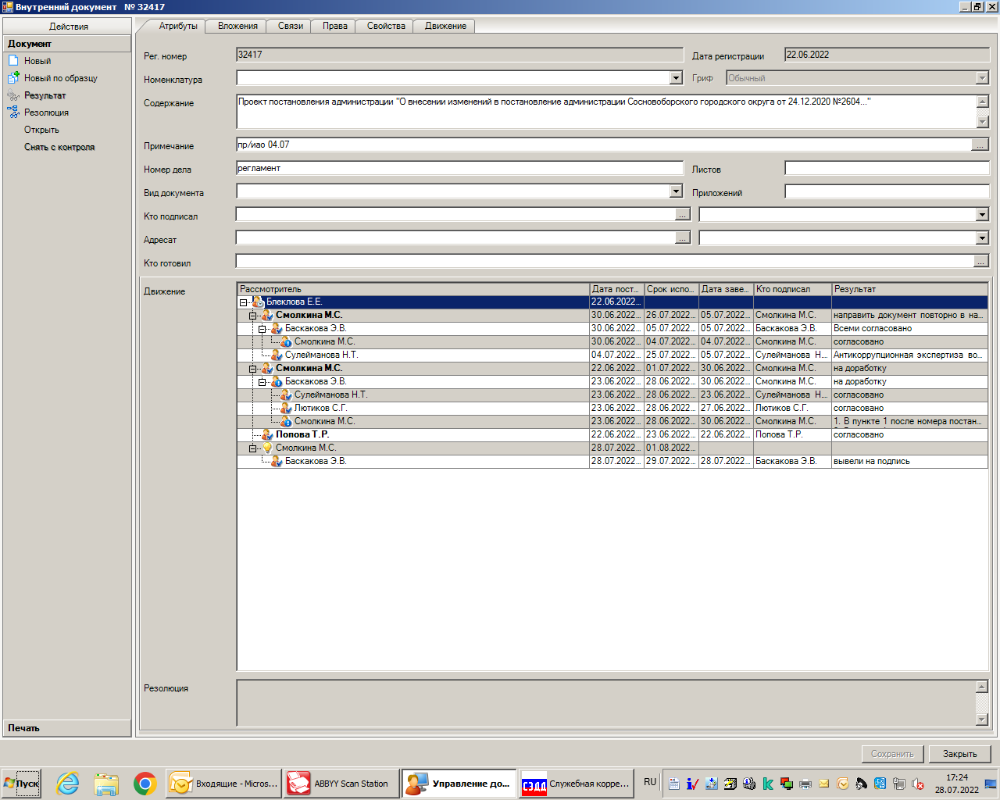 Внутренний документ № 32417
Действия
Документ
Новый
Новый по образцу
Результат
Резолюция
Открыть
Снять с контроля
Печать
Атрибуты Вложения Связи Права Свойства Движение
Рег. номер 32417 Дата регистрации 22.06.2022
Номенклатура Гриф Обычный
Содержание Проект постановления администрации "О внесении изменений в постановление администрации Сосновоборского городского округа от 24.12.2020 №2604..."
Примечание пр/иао 04.07 ...
Номер дела регламент Листов
Вид документа Приложений
Кто подписал ...
Адресат ...
Кто готовил ...
Движение
Рассмотритель Дата пост... Срок испо... Дата заве... Кто подписал Результат
Блеклова Е.Е. 22.06.2022...
Смолкина М.С. 30.06.2022... 26.07.2022... 05.07.2022... Смолкина М.С. направить документ повторно в на...
Баскакова Э.В. 30.06.2022... 05.07.2022... 05.07.2022... Баскакова Э.В. Всеми согласовано
Смолкина М.С. 30.06.2022... 04.07.2022... 04.07.2022... Смолкина М.С. согласовано
Сулейманова Н.Т. 04.07.2022... 25.07.2022... 05.07.2022... Сулейманова Н... Антикоррупционная экспертиза во...
Смолкина М.С. 22.06.2022... 01.07.2022... 30.06.2022... Смолкина М.С. на доработку
Баскакова Э.В. 23.06.2022... 28.06.2022... 30.06.2022... Смолкина М.С. на доработку
Сулейманова Н.Т. 23.06.2022... 28.06.2022... 23.06.2022... Сулейманова Н... согласовано
Лютиков С.Г. 23.06.2022... 28.06.2022... 27.06.2022... Лютиков С.Г. согласовано
Смолкина М.С. 23.06.2022... 28.06.2022... 30.06.2022... Смолкина М.С. 1. В пункте 1 после номера постан...
Попова Т.Р. 22.06.2022... 23.06.2022... 22.06.2022... Попова Т.Р. согласовано
Смолкина М.С. 28.07.2022... 01.08.2022...
Баскакова Э.В. 28.07.2022... 29.07.2022... 28.07.2022... Баскакова Э.В. вывели на подпись
Резолюция
Сохранить Закрыть
Пуск Входящие - Micros... ABBYY Scan Station Управление до... СЭДД Служебная корре... RU 17:24
28.07.2022